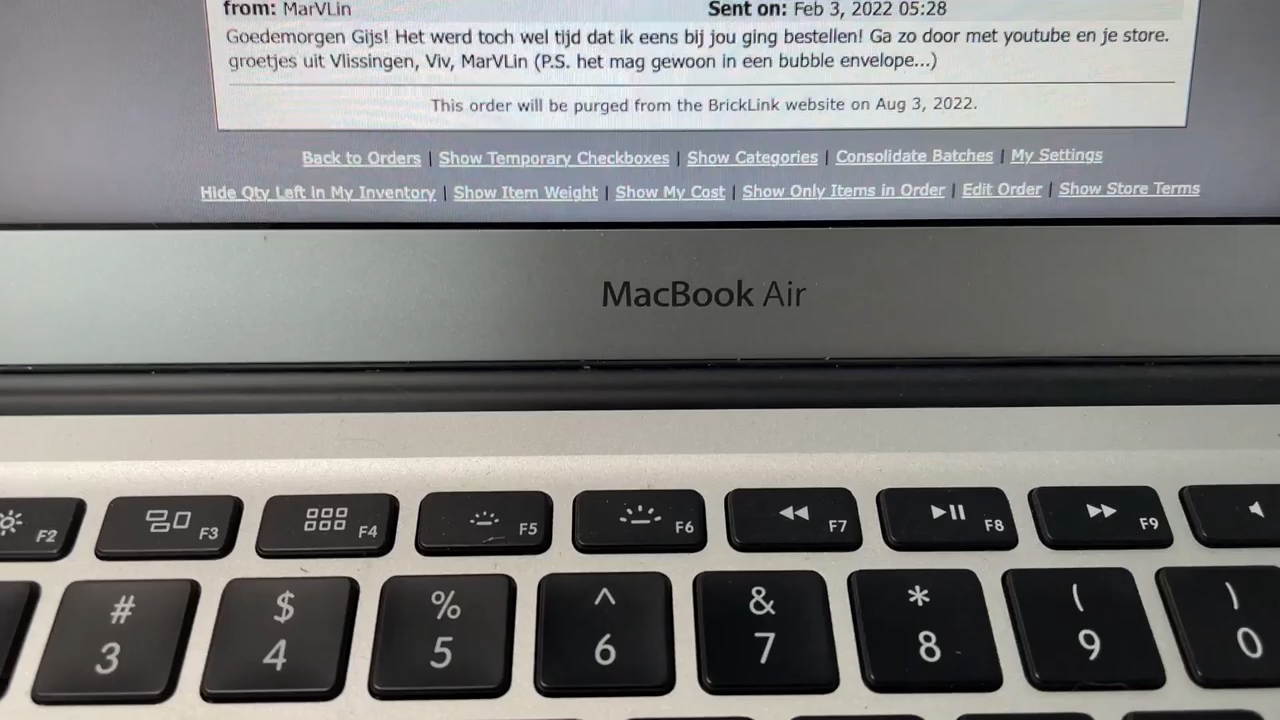 from: MarVLin Sent on: Feb 3, 2022 05:28
Goedemorgen Gijs! Het werd toch wel tijd dat ik eens bij jou ging bestellen! Ga zo door met youtube en je store.
groetjes uit Vlissingen, Viv, MarVLin (P.S. het mag gewoon in een bubble envelope...)
This order will be purged from the BrickLink website on Aug 3, 2022.
Back to Orders | Show Temporary Checkboxes | Show Categories | Consolidate Batches | My Settings
Hide Qty Left In My Inventory | Show Item Weight | Show My Cost | Show Only Items in Order | Edit Order | Show Store Terms
MacBook Air
F2 F3 F4 F5 F6 F7 F8 F9
# $ % ^ & * ( )
3 4 5 6 7 8 9 0